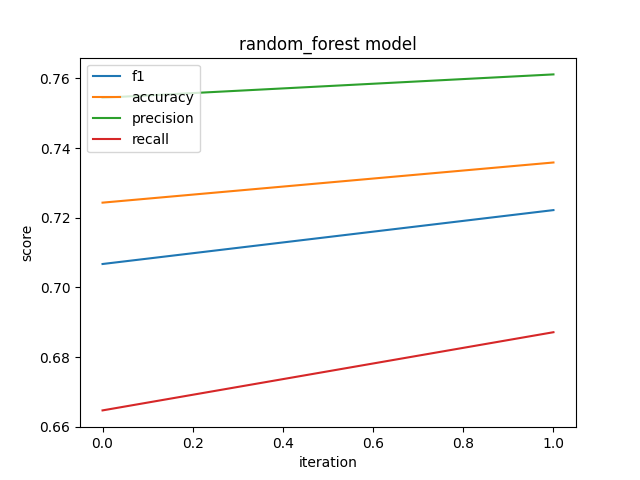 random_forest model
f1
accuracy
precision
recall
0.76
0.74
0.72
0.70
0.68
0.66
score
0.0 0.2 0.4 0.6 0.8 1.0
iteration